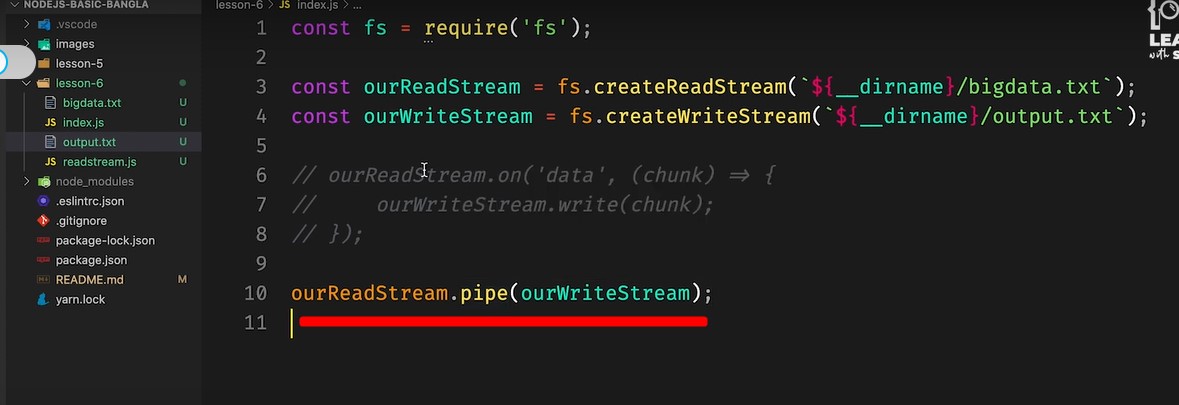 NODEJS-BASIC-BANGLA
.vscode
images
lesson-5
lesson-6
bigdata.txt U
JS index.js U
output.txt U
JS readstream.js U
node_modules
.eslintrc.json
.gitignore
package-lock.json
package.json
README.md M
yarn.lock
lesson-6 > JS index.js > ...
1 const fs = require('fs');
2
3 const ourReadStream = fs.createReadStream(`${__dirname}/bigdata.txt`);
4 const ourWriteStream = fs.createWriteStream(`${__dirname}/output.txt`);
5
6 // ourReadStream.on('data', (chunk) => {
7 //     ourWriteStream.write(chunk);
8 // });
9
10 ourReadStream.pipe(ourWriteStream);
11
with